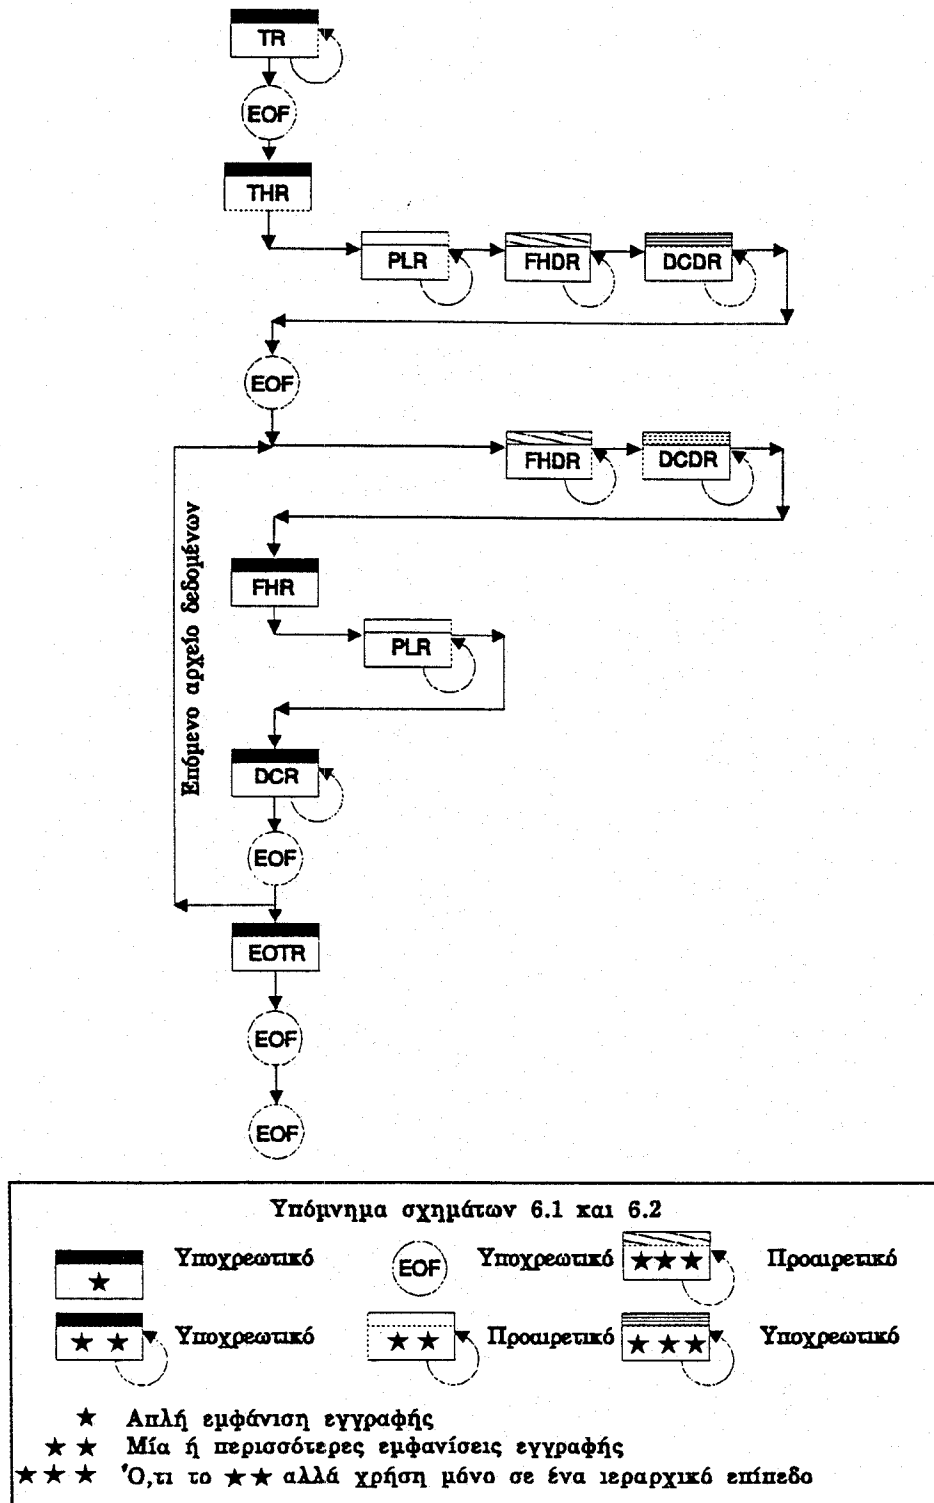 TR
EOF
THR
PLR FHDR DCDR
EOF
FHDR DCDR
Επόμενο αρχείο δεδομένων
FHR
PLR
DCR
EOF
EOTR
EOF
EOF
Υπόμνημα σχημάτων 6.1 και 6.2
★ Υποχρεωτικό EOF Υποχρεωτικό ★★★ Προαιρετικό
★ ★ Υποχρεωτικό ★ ★ Προαιρετικό ★ ★ ★ Υποχρεωτικό
★ Απλή εμφάνιση εγγραφής
★ ★ Μία ή περισσότερες εμφανίσεις εγγραφής
★ ★ ★ Ό,τι το ★★ αλλά χρήση μόνο σε ένα ιεραρχικό επίπεδο